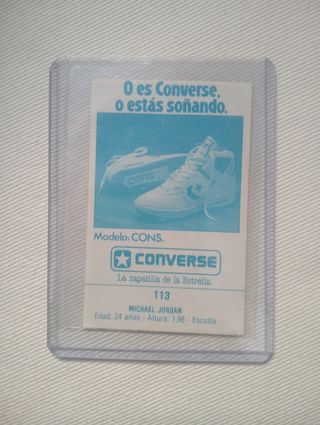 O es Converse,
o estás soñando.
Modelo: CONS.
CONVERSE
La zapatilla de la Estrella.
113
MICHAEL JORDAN
Edad: 24 años - Altura: 1,98 - Escolta